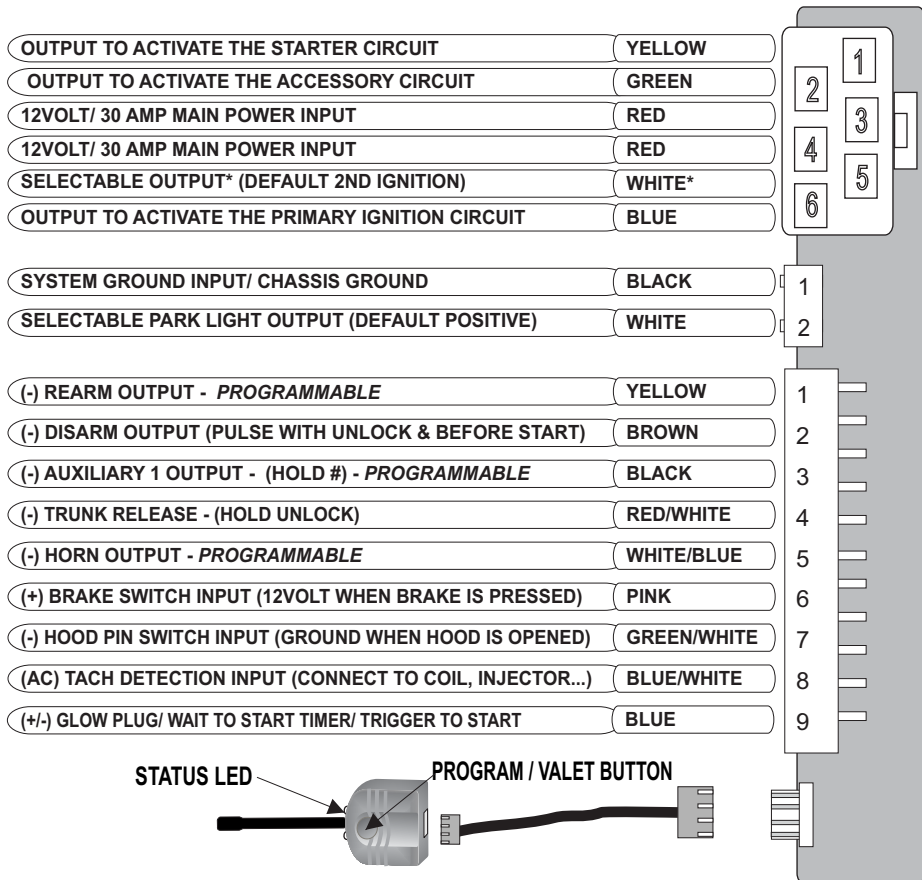 OUTPUT TO ACTIVATE THE STARTER CIRCUIT YELLOW
OUTPUT TO ACTIVATE THE ACCESSORY CIRCUIT GREEN
12VOLT/ 30 AMP MAIN POWER INPUT RED
12VOLT/ 30 AMP MAIN POWER INPUT RED
SELECTABLE OUTPUT* (DEFAULT 2ND IGNITION) WHITE*
OUTPUT TO ACTIVATE THE PRIMARY IGNITION CIRCUIT BLUE
1
2
3
4
5
6
SYSTEM GROUND INPUT/ CHASSIS GROUND BLACK 1
SELECTABLE PARK LIGHT OUTPUT (DEFAULT POSITIVE) WHITE 2
(-) REARM OUTPUT - PROGRAMMABLE YELLOW 1
(-) DISARM OUTPUT (PULSE WITH UNLOCK & BEFORE START) BROWN 2
(-) AUXILIARY 1 OUTPUT - (HOLD #) - PROGRAMMABLE BLACK 3
(-) TRUNK RELEASE - (HOLD UNLOCK) RED/WHITE 4
(-) HORN OUTPUT - PROGRAMMABLE WHITE/BLUE 5
(+) BRAKE SWITCH INPUT (12VOLT WHEN BRAKE IS PRESSED) PINK 6
(-) HOOD PIN SWITCH INPUT (GROUND WHEN HOOD IS OPENED) GREEN/WHITE 7
(AC) TACH DETECTION INPUT (CONNECT TO COIL, INJECTOR...) BLUE/WHITE 8
(+/-) GLOW PLUG/ WAIT TO START TIMER/ TRIGGER TO START BLUE 9
STATUS LED PROGRAM / VALET BUTTON